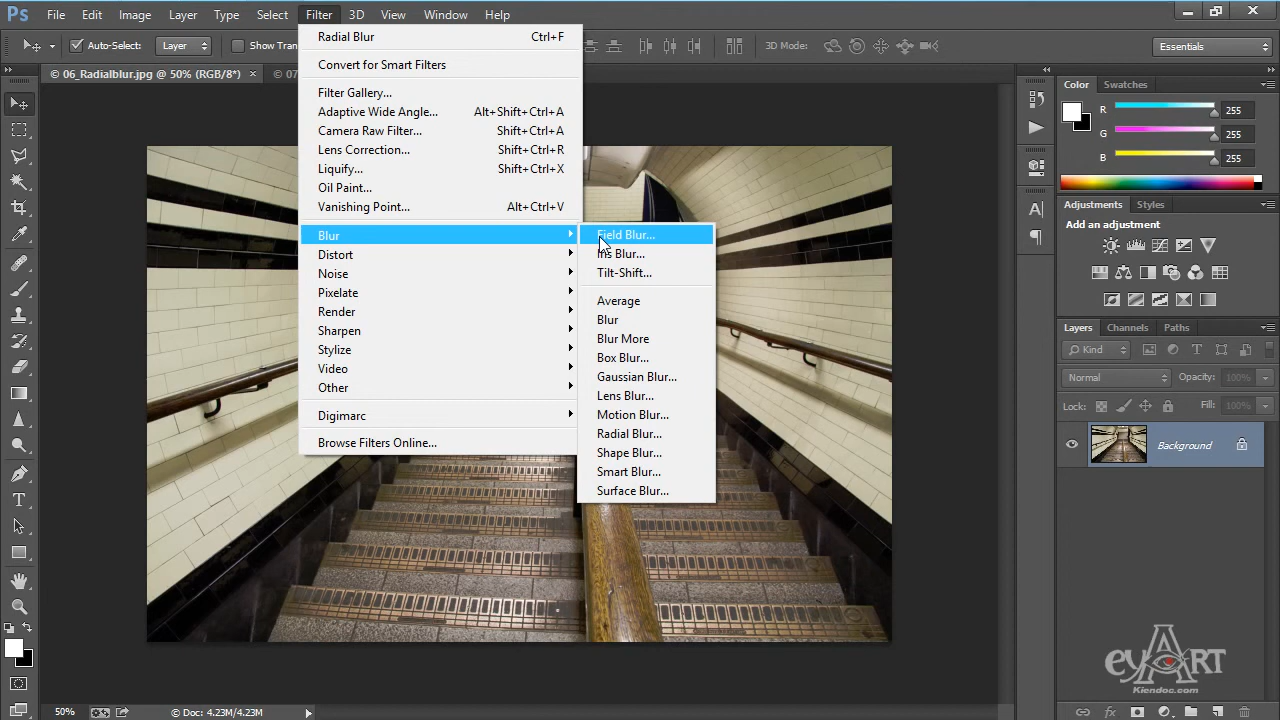 Ps File Edit Image Layer Type Select Filter 3D View Window Help
Auto-Select: Layer Show Tran 3D Mode: Essentials
© 06_Radialblur.jpg @ 50% (RGB/8*) × © 07
Radial Blur Ctrl+F
Convert for Smart Filters
Filter Gallery...
Adaptive Wide Angle... Alt+Shift+Ctrl+A
Camera Raw Filter... Shift+Ctrl+A
Lens Correction... Shift+Ctrl+R
Liquify... Shift+Ctrl+X
Oil Paint...
Vanishing Point... Alt+Ctrl+V
Blur
Distort
Noise
Pixelate
Render
Sharpen
Stylize
Video
Other
Digimarc
Browse Filters Online...
Field Blur...
Iris Blur...
Tilt-Shift...
Average
Blur
Blur More
Box Blur...
Gaussian Blur...
Lens Blur...
Motion Blur...
Radial Blur...
Shape Blur...
Smart Blur...
Surface Blur...
Color Swatches
R 255
G 255
B 255
Adjustments Styles
Add an adjustment
Layers Channels Paths
Kind
Normal Opacity: 100%
Lock: Fill: 100%
Background
eyART
Kiendoc.com
50% © Doc: 4.23M/4.23M